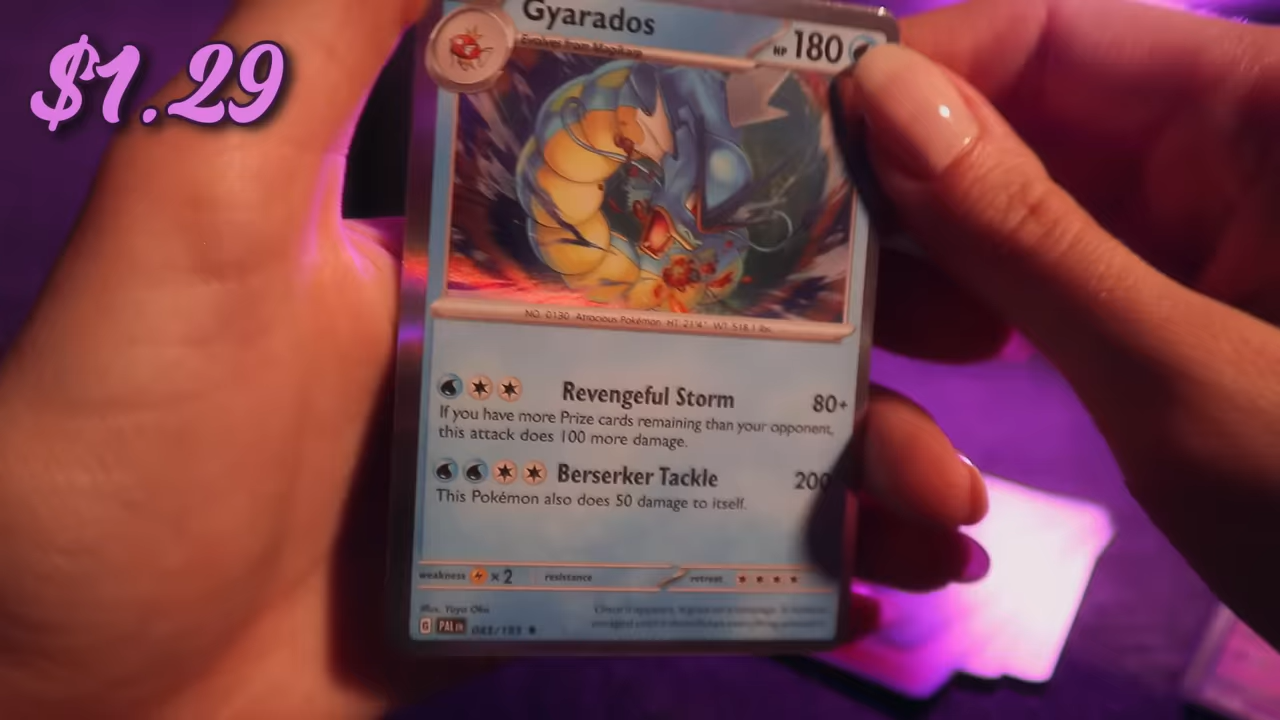 $1.29
Gyarados
Evolves from Magikarp
HP 180
NO. 0130 Atrocious Pokémon HT: 21'4" WT: 518.1 lbs.
Revengeful Storm 80+
If you have more Prize cards remaining than your opponent,
this attack does 100 more damage.
Berserker Tackle 200
This Pokémon also does 50 damage to itself.
weakness ×2 resistance retreat
Illus. Yuya Oku
G PAL EN 043/193